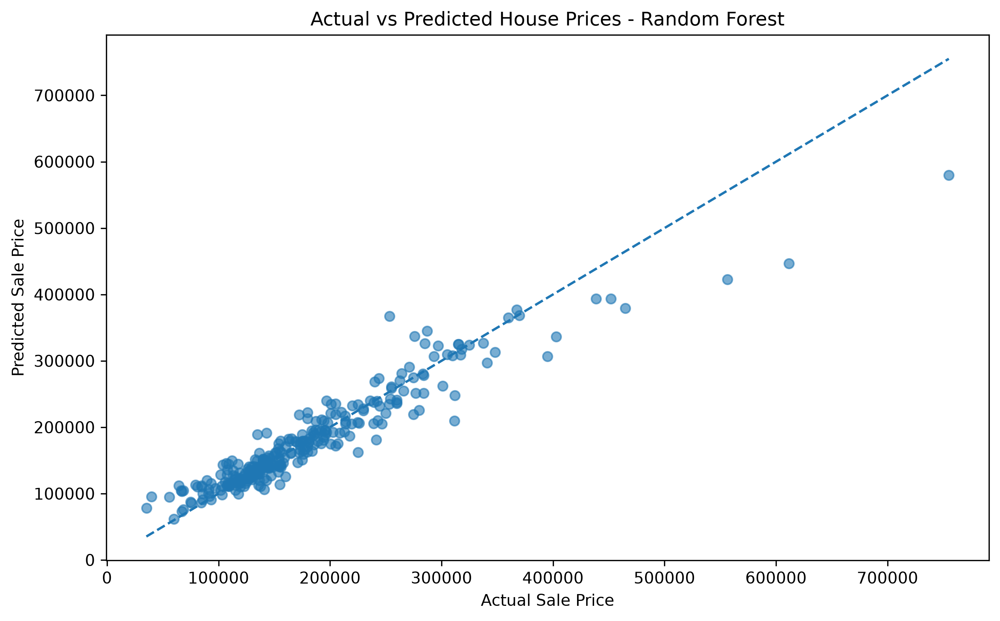 Actual vs Predicted House Prices - Random Forest
Predicted Sale Price
700000
600000
500000
400000
300000
200000
100000
0
0 100000 200000 300000 400000 500000 600000 700000
Actual Sale Price